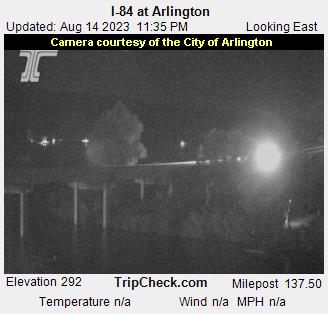 I-84 at Arlington
Updated: Aug 14 2023 11:35 PM Looking East
Camera courtesy of the City of Arlington
Elevation 292 TripCheck.com Milepost 137.50
Temperature n/a Wind n/a MPH n/a